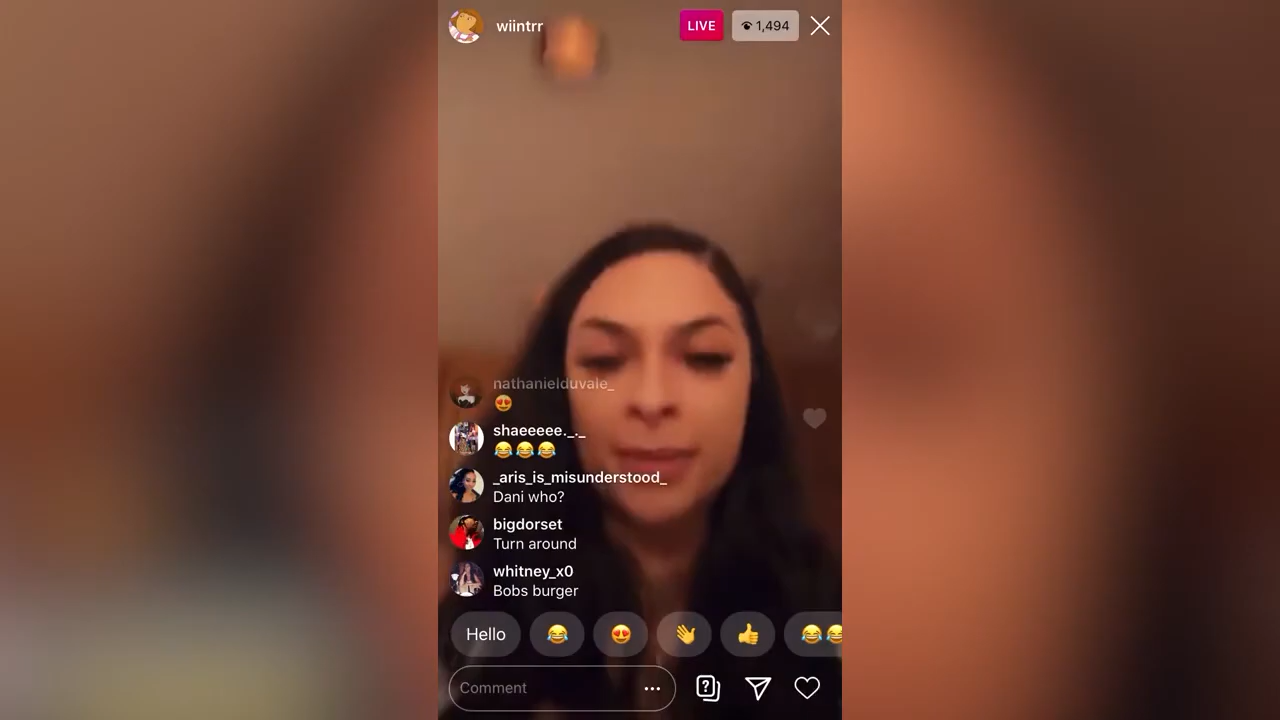 wiintrr
LIVE
1,494
nathanielduvale_
😍
shaeeeee._._
😂😂😂
_aris_is_misunderstood_
Dani who?
bigdorset
Turn around
whitney_x0
Bobs burger
Hello 😂 😍 👋 👍 😂😂
Comment